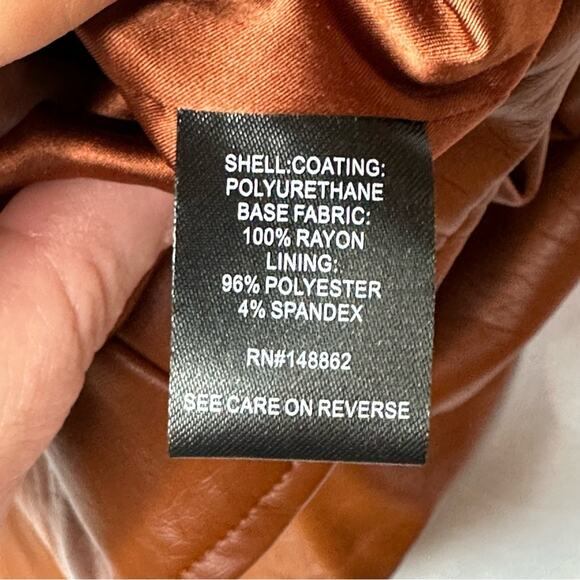 SHELL:COATING:
POLYURETHANE
BASE FABRIC:
100% RAYON
LINING:
96% POLYESTER
4% SPANDEX
RN#148862
SEE CARE ON REVERSE